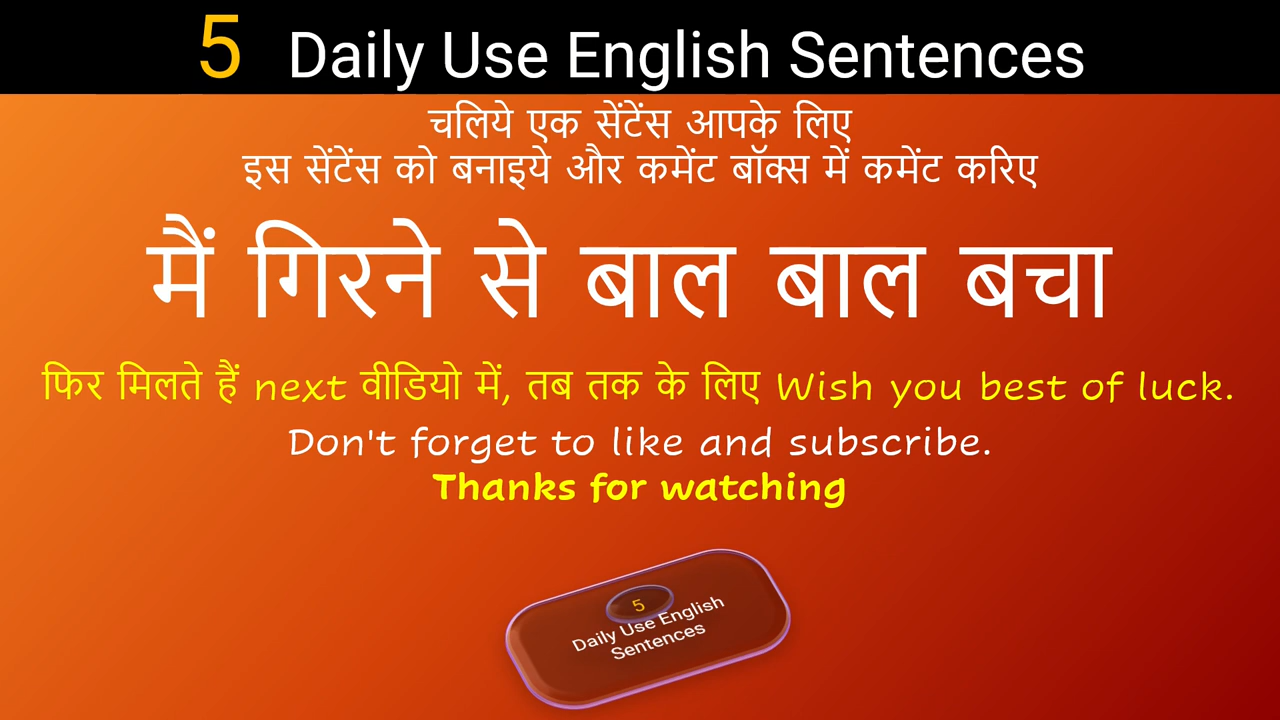 5 Daily Use English Sentences
चलिये एक सेंटेंस आपके लिए
इस सेंटेंस को बनाइये और कमेंट बॉक्स में कमेंट करिए
मैं गिरने से बाल बाल बचा
फिर मिलते हैं next वीडियो में, तब तक के लिए Wish you best of luck.
Don't forget to like and subscribe.
Thanks for watching
5
Daily Use English
Sentences